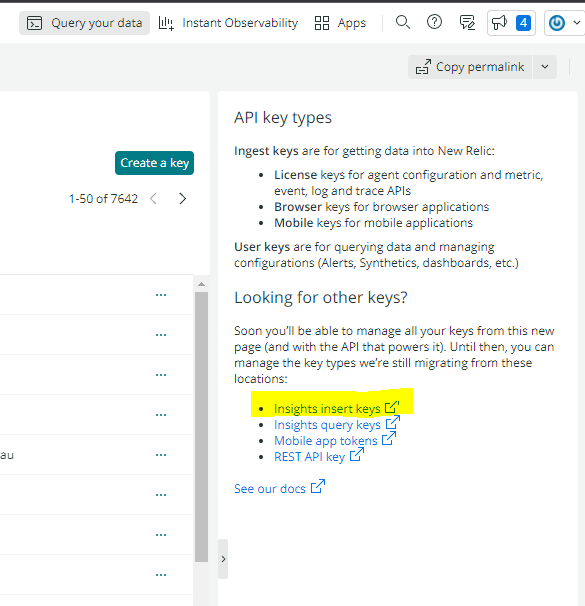 Query your data
Instant Observability
Apps
4
Copy permalink
API key types
Create a key
Ingest keys are for getting data into New Relic:
License keys for agent configuration and metric,
event, log and trace APIs
1-50 of 7642
Browser keys for browser applications
Mobile keys for mobile applications
User keys are for querying data and managing
configurations (Alerts, Synthetics, dashboards, etc.)
Looking for other keys?
Soon you'll be able to manage all your keys from this new
page (and with the API that powers it). Until then, you can
manage the key types we're still migrating from these
locations:
Insights insert keys
Insights query keys
Mobile app tokens
REST API key
au
See our docs